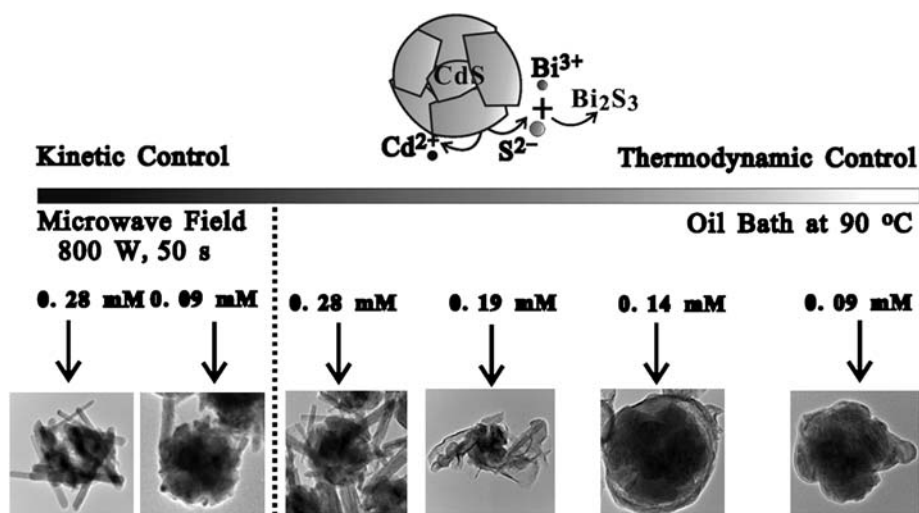 CdS
Bi³⁺
+
Bi₂S₃
Cd²⁺
S²⁻
Kinetic Control
Thermodynamic Control
Microwave Field
800 W, 50 s
Oil Bath at 90 °C
0. 28 mM 0. 09 mM 0. 28 mM 0. 19 mM 0. 14 mM 0. 09 mM